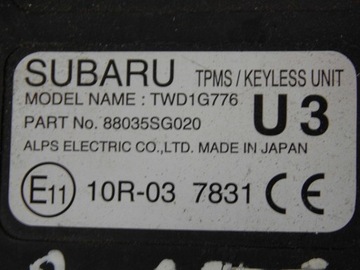 SUBARU TPMS / KEYLESS UNIT
MODEL NAME : TWD1G776
PART No. 88035SG020 U3
ALPS ELECTRIC CO.,LTD. MADE IN JAPAN
E11 10R-03 7831 CE